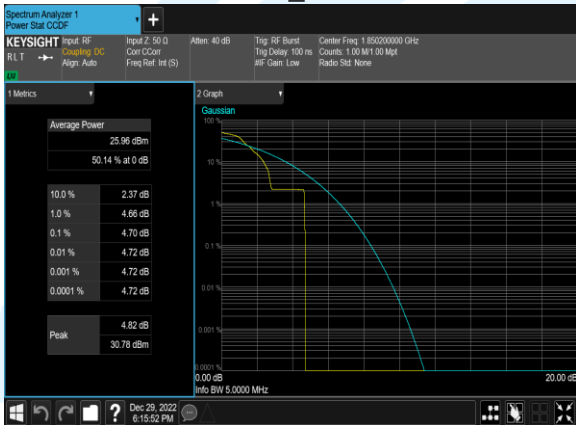 Spectrum Analyzer 1
Power Stat CCDF
+
KEYSIGHT
R L T
Input: RF
Coupling: DC
Align: Auto
Input Z: 50 Ω
Corr CCorr
Freq Ref: Int (S)
Atten: 40 dB
Trig: RF Burst
Trig Delay: 100 ns
#IF Gain: Low
Center Freq: 1.850200000 GHz
Counts: 1.00 M/1.00 Mpt
Radio Std: None
1 Metrics
Average Power
25.96 dBm
50.14 % at 0 dB
10.0 % 2.37 dB
1.0 % 4.66 dB
0.1 % 4.70 dB
0.01 % 4.72 dB
0.001 % 4.72 dB
0.0001 % 4.72 dB
Peak 4.82 dB
30.78 dBm
2 Graph
Gaussian
100 %
10 %
1 %
0.1 %
0.01 %
0.001 %
0.0001 %
0.00 dB 20.00 dB
Info BW 5.0000 MHz
?
Dec 29, 2022
6:15:52 PM